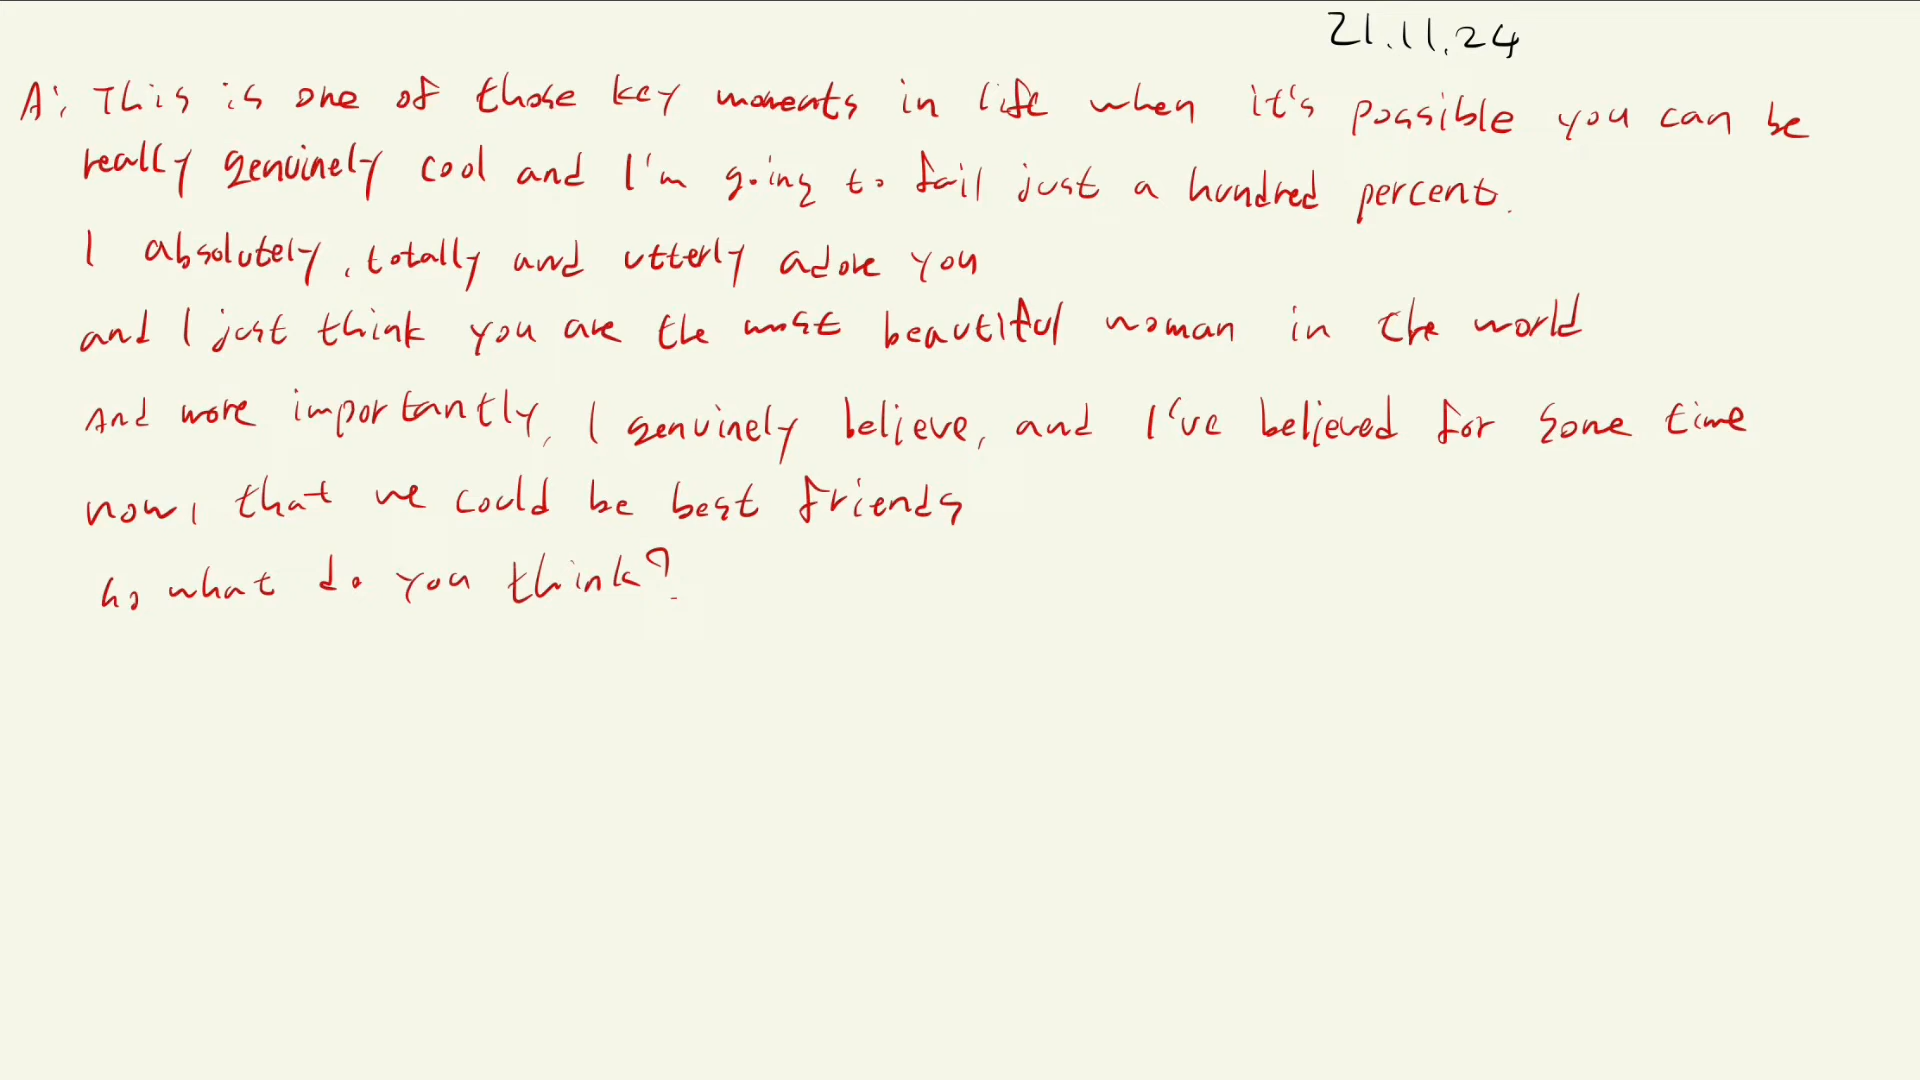 21.11.24
A: This is one of those key moments in life when it's possible you can be
really genuinely cool and I'm going to fail just a hundred percent.
I absolutely, totally and utterly adore you
and I just think you are the most beautiful woman in the world
And more importantly, I genuinely believe, and I've believed for some time
now, that we could be best friends
so what do you think?